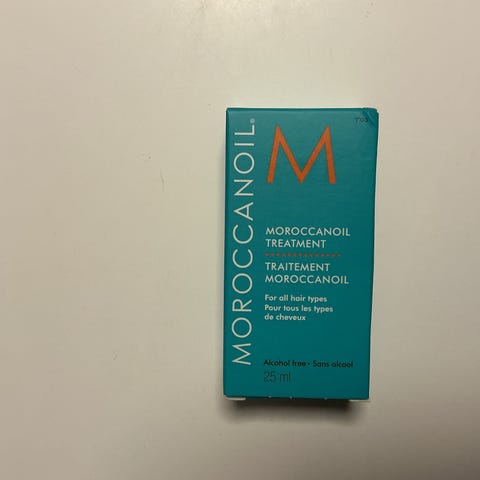 MOROCCANOIL®
M
MOROCCANOIL
TREATMENT
TRAITEMENT
MOROCCANOIL
For all hair types
Pour tous les types
de cheveux
Alcohol free • Sans alcool
25 ml